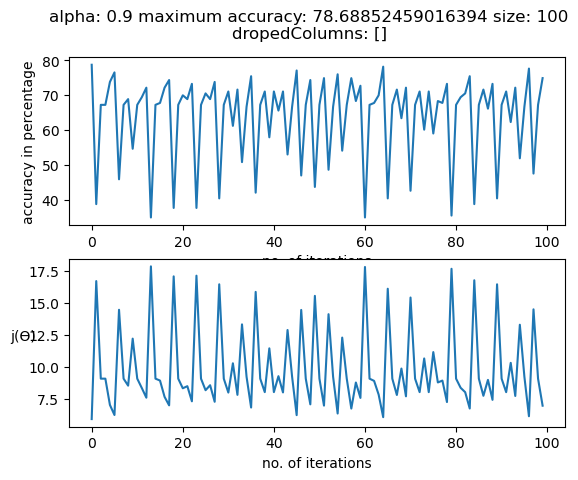 alpha: 0.9 maximum accuracy: 78.68852459016394 size: 100
dropedColumns: []
80
70
60
50
40
accuracy in percentage
0 20 40 60 80 100
no. of iterations
17.5
15.0
12.5
10.0
7.5
j(Θ)
0 20 40 60 80 100
no. of iterations